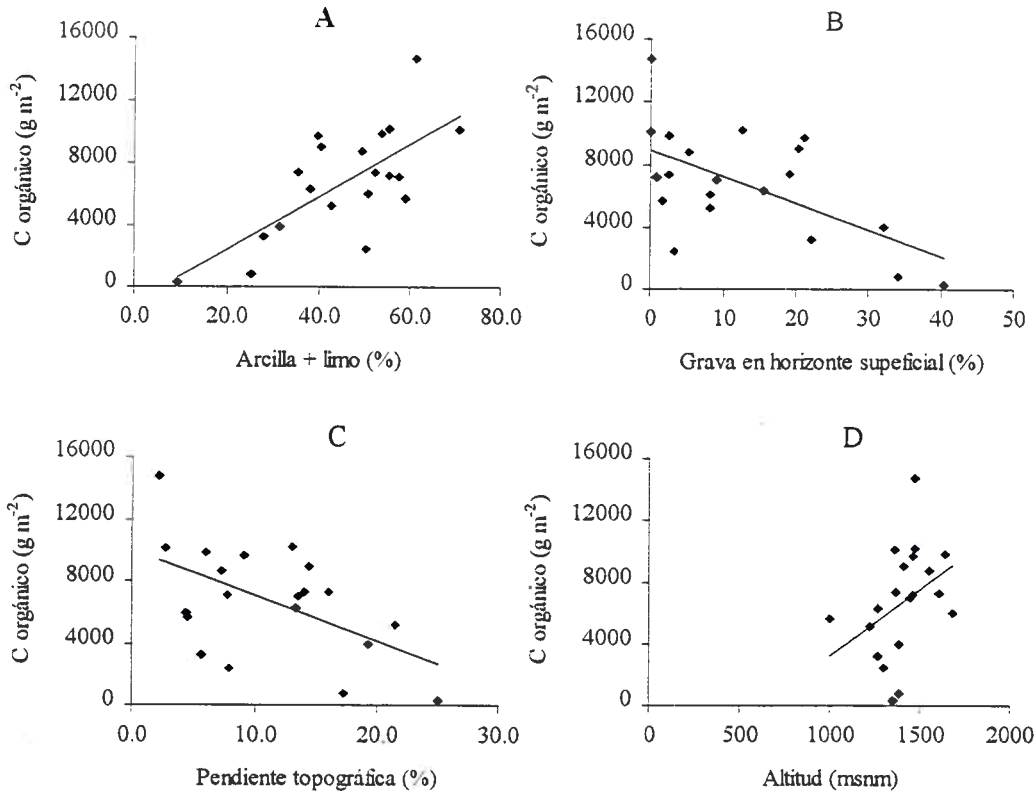 A
C orgánico (g m-2)
16000
12000
8000
4000
0
0.0 20.0 40.0 60.0 80.0
Arcilla + limo (%)
B
C orgánico (g m-2)
16000
12000
8000
4000
0
0 10 20 30 40 50
Grava en horizonte supeficial (%)
C
C orgánico (g m-2)
16000
12000
8000
4000
0
0.0 10.0 20.0 30.0
Pendiente topográfica (%)
D
C orgánico (g m-2)
16000
12000
8000
4000
0
0 500 1000 1500 2000
Altitud (msnm)